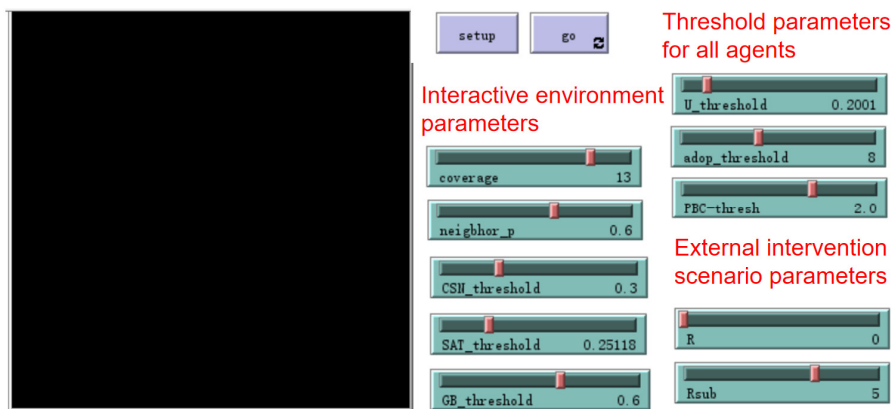 setup
go
Threshold parameters
for all agents
U_threshold 0.2001
adop_threshold 8
PBC-thresh 2.0
Interactive environment
parameters
coverage 13
neigbhor_p 0.6
CSN_threshold 0.3
SAT_threshold 0.25118
GB_threshold 0.6
External intervention
scenario parameters
R 0
Rsub 5